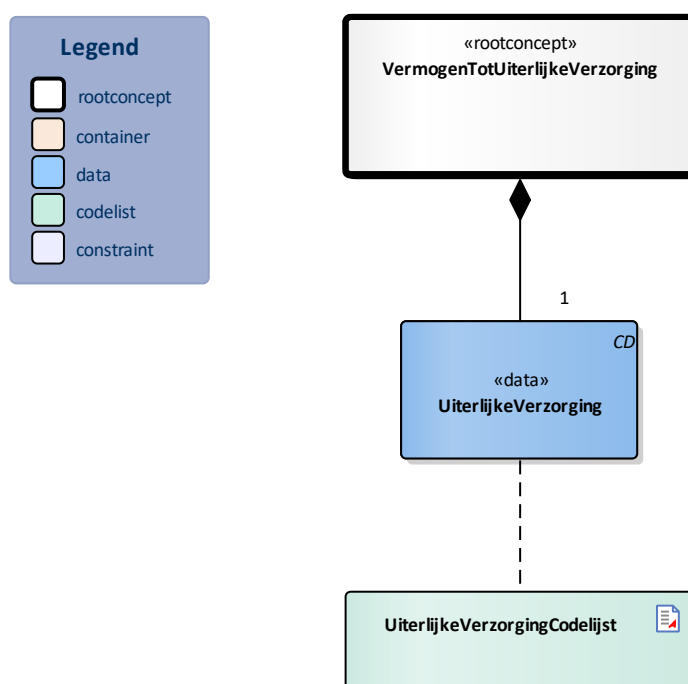 Legend
rootconcept
container
data
codelist
constraint
«rootconcept»
VermogenTotUiterlijkeVerzorging
1
CD
«data»
UiterlijkeVerzorging
UiterlijkeVerzorgingCodelijst